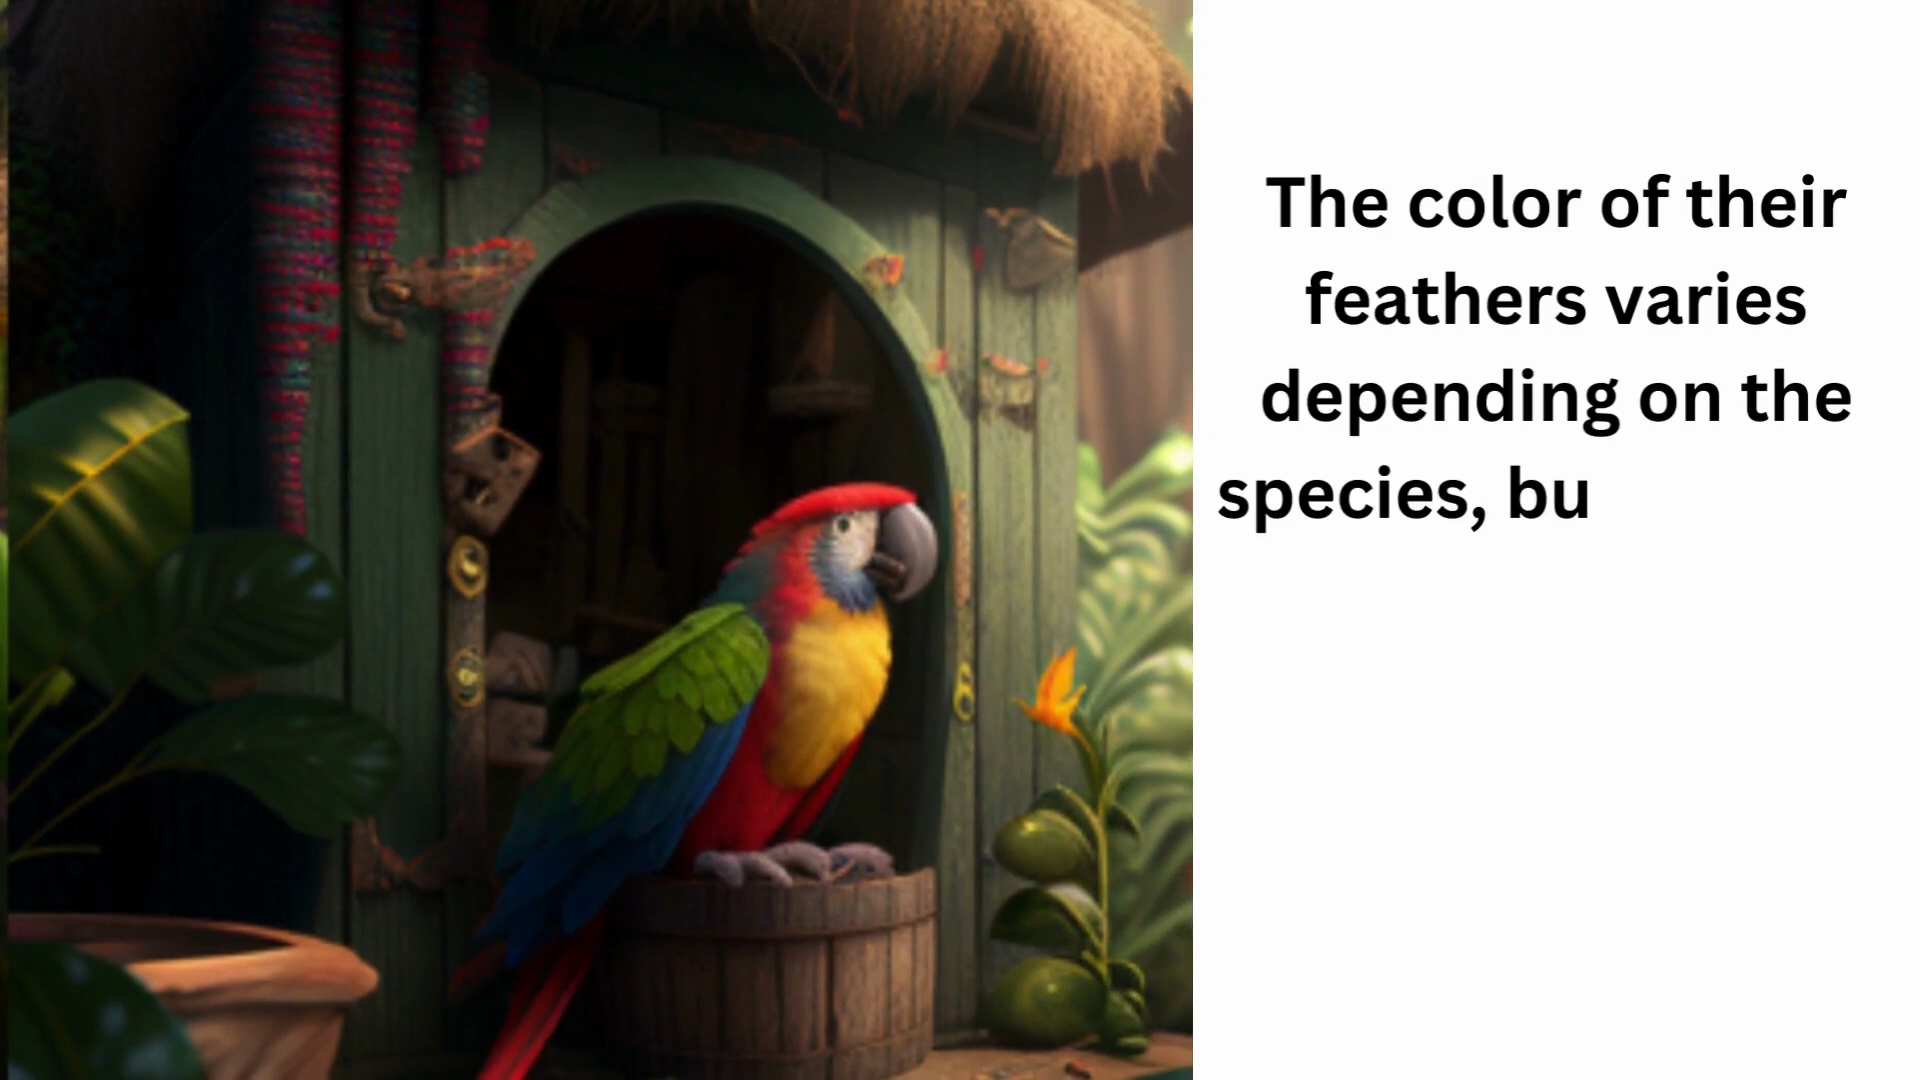 The color of their
feathers varies
depending on the
species, bu